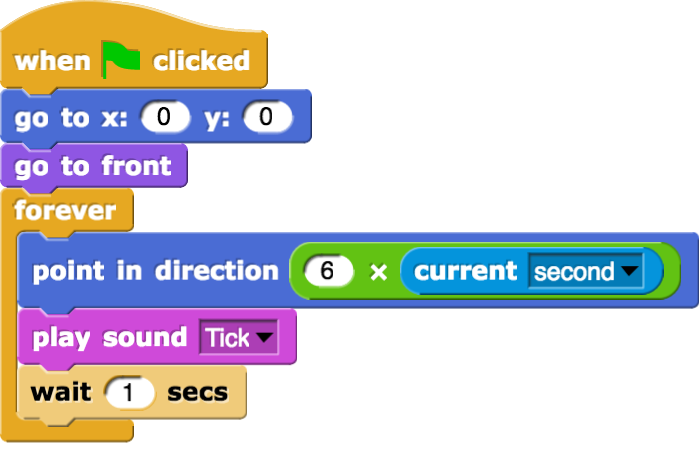 when clicked
go to x: 0 y: 0
go to front
forever
point in direction 6 × current second
play sound Tick
wait 1 secs